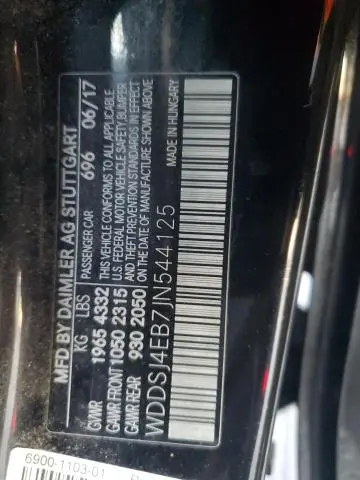 MFD BY DAIMLER AG STUTTGART
PASSENGER CAR 696 06/17
KG LBS
GVWR 1965 4332
GAWR FRONT 1050 2315
GAWR REAR 930 2050
THIS VEHICLE CONFORMS TO ALL APPLICABLE
U.S. FEDERAL MOTOR VEHICLE SAFETY, BUMPER
AND THEFT PREVENTION STANDARDS IN EFFECT
ON DATE OF MANUFACTURE SHOWN ABOVE
WDDSJ4EB7JN544125
MADE IN HUNGARY
6900-1103-01